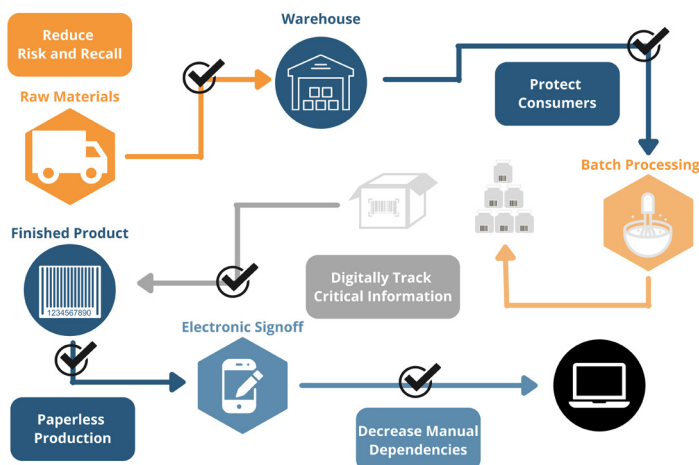 Reduce
Risk and Recall
Warehouse
Raw Materials
Protect
Consumers
Batch Processing
Finished Product
1234567890
Digitally Track
Critical Information
Electronic Signoff
Paperless
Production
Decrease Manual
Dependencies